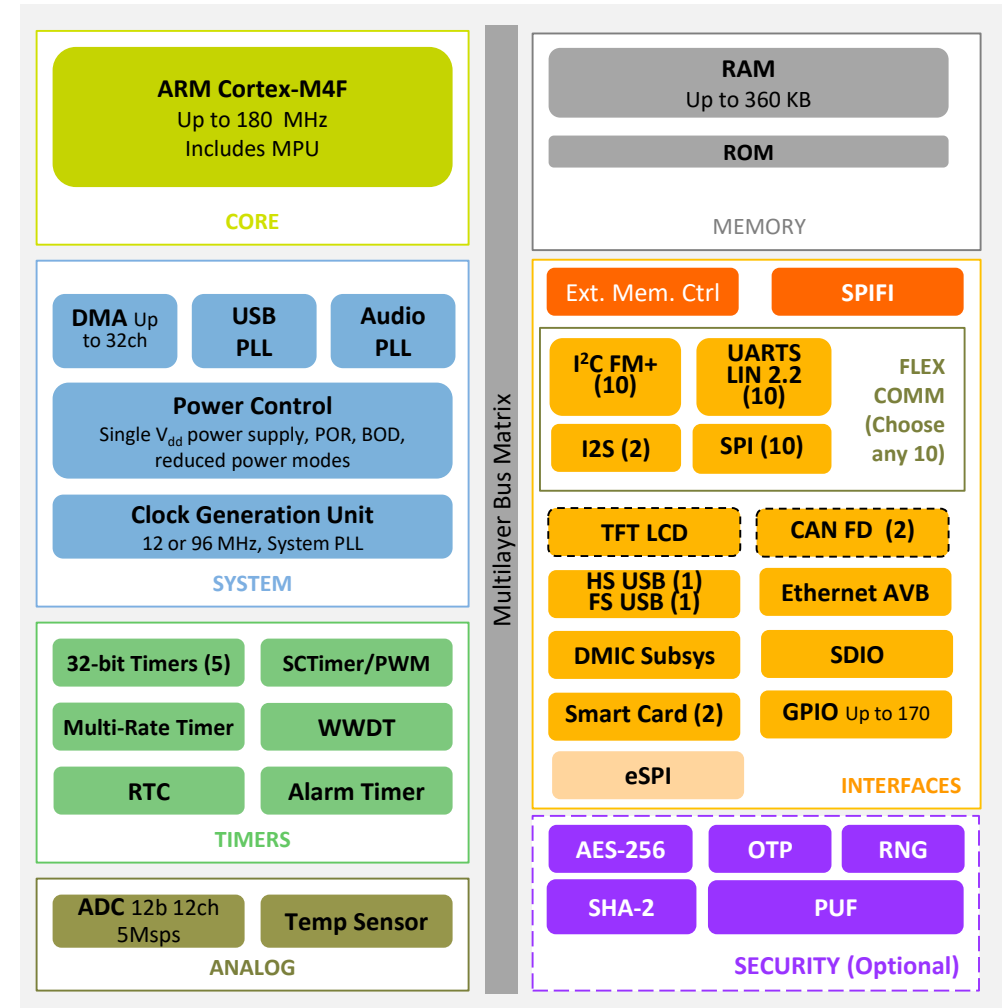 ARM Cortex-M4F
Up to 180 MHz
Includes MPU
CORE
DMA Up
to 32ch
USB
PLL
Audio
PLL
Power Control
Single Vdd power supply, POR, BOD,
reduced power modes
Clock Generation Unit
12 or 96 MHz, System PLL
SYSTEM
32-bit Timers (5)
SCTimer/PWM
Multi-Rate Timer
WWDT
RTC
Alarm Timer
TIMERS
ADC 12b 12ch
5Msps
Temp Sensor
ANALOG
Multilayer Bus Matrix
RAM
Up to 360 KB
ROM
MEMORY
Ext. Mem. Ctrl
SPIFI
I²C FM+
(10)
UARTS
LIN 2.2
(10)
I2S (2)
SPI (10)
FLEX
COMM
(Choose
any 10)
TFT LCD
CAN FD (2)
HS USB (1)
FS USB (1)
Ethernet AVB
DMIC Subsys
SDIO
Smart Card (2)
GPIO Up to 170
eSPI
INTERFACES
AES-256
OTP
RNG
SHA-2
PUF
SECURITY (Optional)